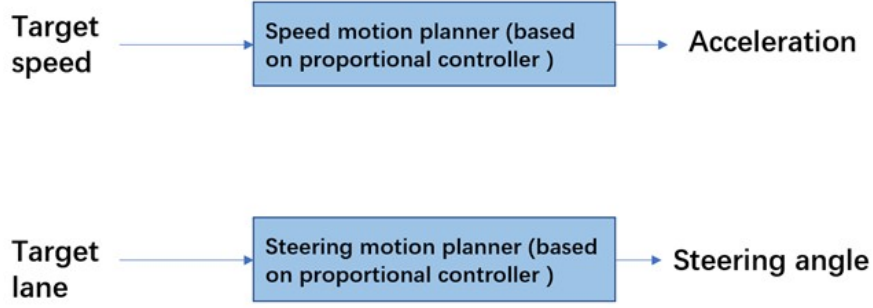 Target
speed
Speed motion planner (based
on proportional controller )
Acceleration
Target
lane
Steering motion planner (based
on proportional controller )
Steering angle